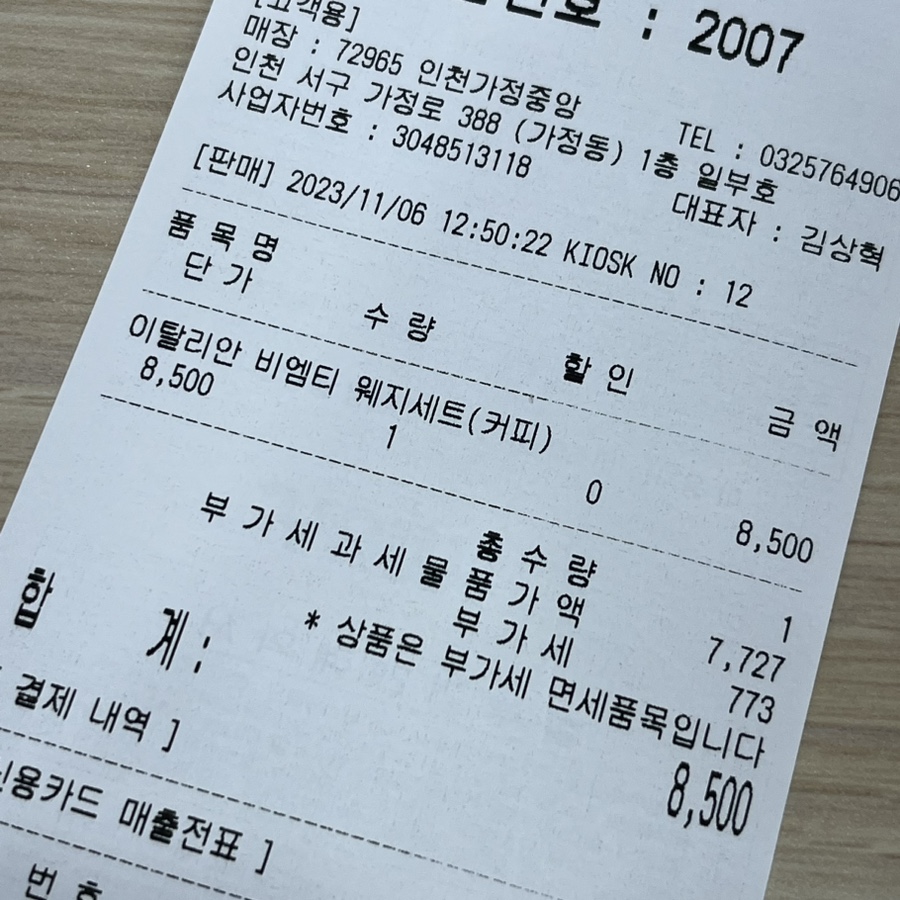 번호 : 2007
[고객용]
매장 : 72965 인천가정중앙
인천 서구 가정로 388 (가정동) 1층 일부호
TEL : 0325764906
사업자번호 : 3048513118
대표자 : 김상혁
[판매] 2023/11/06 12:50:22 KIOSK NO : 12
품 목 명
단 가 수 량 할 인 금 액
이탈리안 비엠티 웨지세트(커피)
8,500 1 0 8,500
총 수 량 1
부 가 세 과 세 물 품 가 액 7,727
부 가 세 773
* 상품은 부가세 면세품목입니다
합 계 : 8,500
결제 내역 ]
신용카드 매출전표 ]
번 호